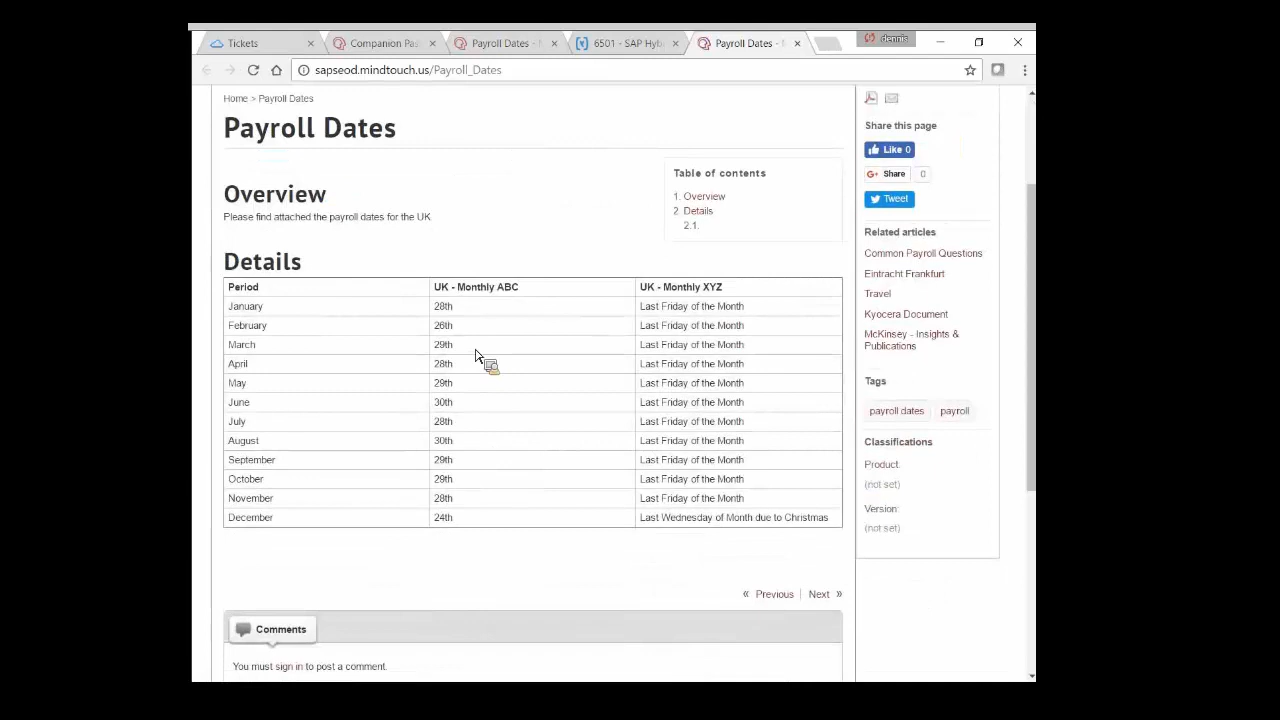 Tickets
Companion Pas
Payroll Dates -
6501 - SAP Hyb
Payroll Dates -
dennis
sapseod.mindtouch.us/Payroll_Dates
Home > Payroll Dates
Payroll Dates
Table of contents
1. Overview
2. Details
2.1.
Overview
Please find attached the payroll dates for the UK
Details
Period UK - Monthly ABC UK - Monthly XYZ
January 28th Last Friday of the Month
February 26th Last Friday of the Month
March 29th Last Friday of the Month
April 28th Last Friday of the Month
May 29th Last Friday of the Month
June 30th Last Friday of the Month
July 28th Last Friday of the Month
August 30th Last Friday of the Month
September 29th Last Friday of the Month
October 29th Last Friday of the Month
November 28th Last Friday of the Month
December 24th Last Wednesday of Month due to Christmas
« Previous | Next »
Comments
You must sign in to post a comment.
Share this page
Like 0
Share 0
Tweet
Related articles
Common Payroll Questions
Eintracht Frankfurt
Travel
Kyocera Document
McKinsey - Insights &
Publications
Tags
payroll dates payroll
Classifications
Product:
(not set)
Version:
(not set)